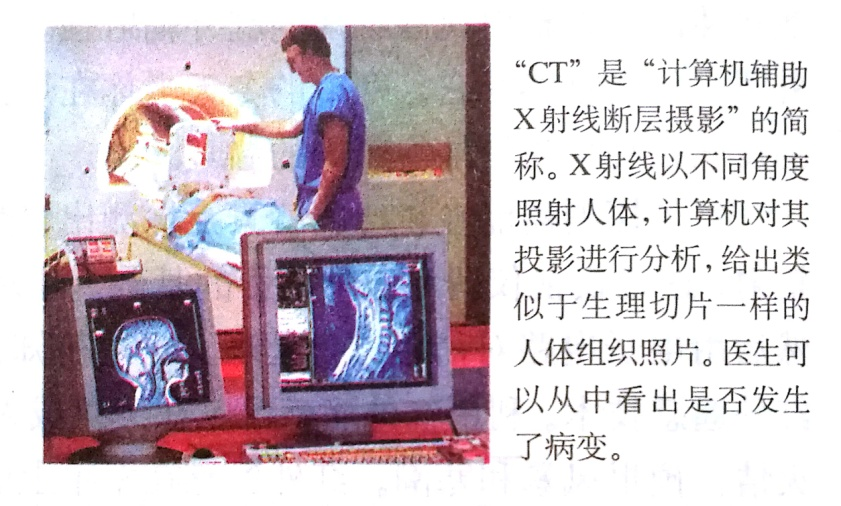 “CT”是“计算机辅助
X射线断层摄影”的简
称。X射线以不同角度
照射人体，计算机对其
投影进行分析，给出类
似于生理切片一样的
人体组织照片。医生可
以从中看出是否发生
了病变。